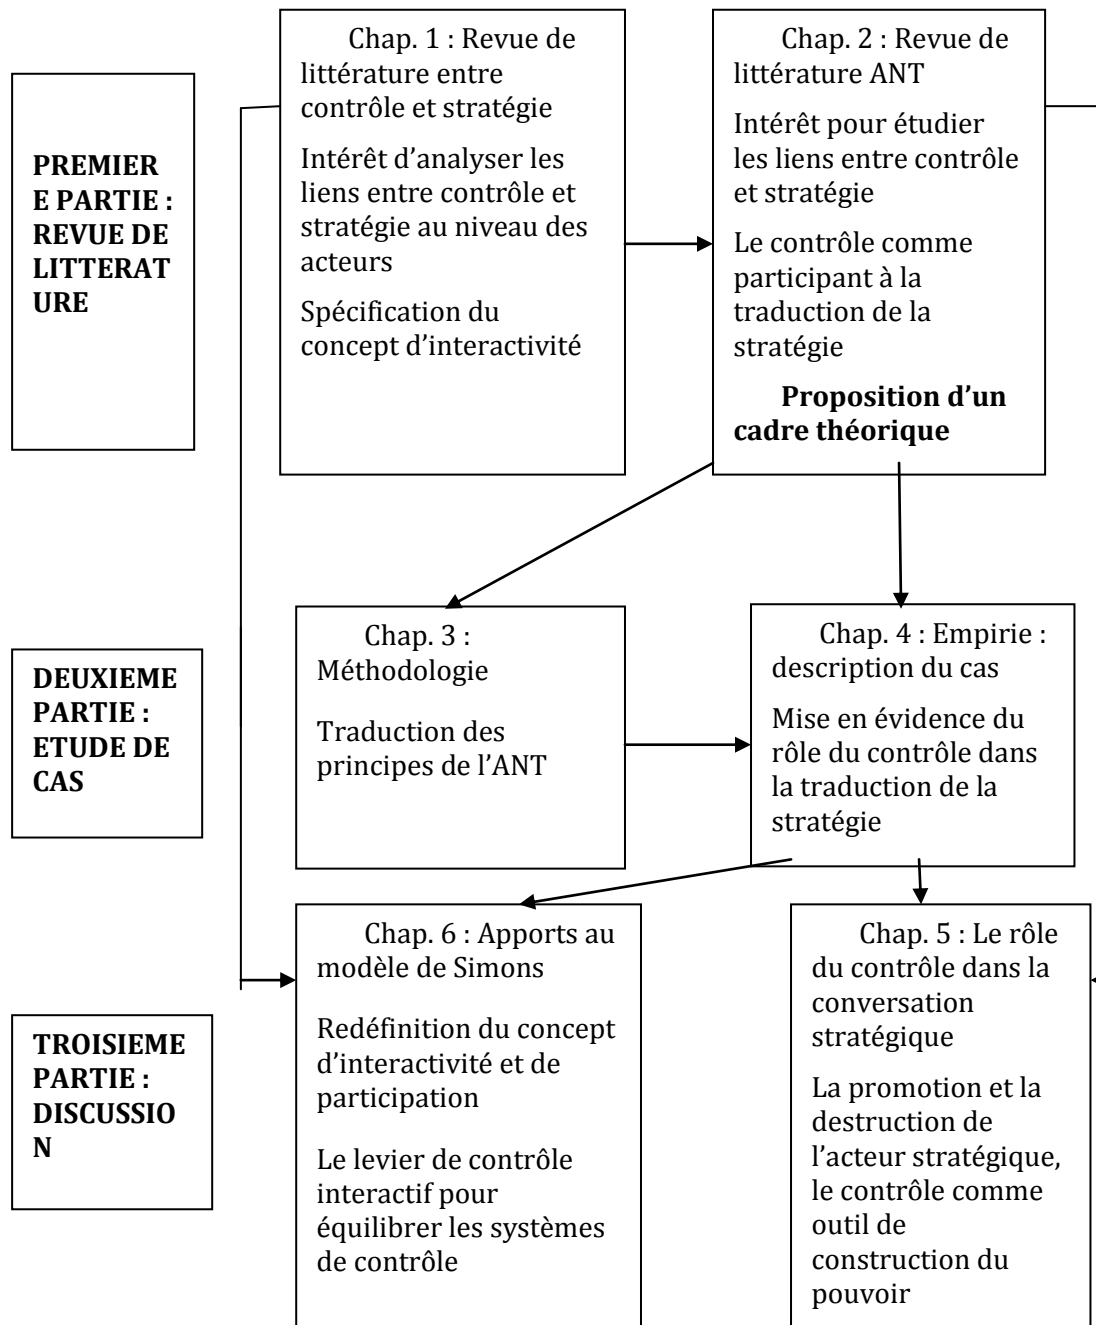 PREMIER
E PARTIE :
REVUE DE
LITTERAT
URE
Chap. 1 : Revue de
littérature entre
contrôle et stratégie
Intérêt d’analyser les
liens entre contrôle et
stratégie au niveau des
acteurs
Spécification du
concept d’interactivité
Chap. 2 : Revue de
littérature ANT
Intérêt pour étudier
les liens entre contrôle
et stratégie
Le contrôle comme
participant à la
traduction de la
stratégie
Proposition d’un
cadre théorique
DEUXIEME
PARTIE :
ETUDE DE
CAS
Chap. 3 :
Méthodologie
Traduction des
principes de l’ANT
Chap. 4 : Empirie :
description du cas
Mise en évidence du
rôle du contrôle dans
la traduction de la
stratégie
TROISIEME
PARTIE :
DISCUSSIO
N
Chap. 6 : Apports au
modèle de Simons
Redéfinition du concept
d’interactivité et de
participation
Le levier de contrôle
interactif pour
équilibrer les systèmes
de contrôle
Chap. 5 : Le rôle
du contrôle dans la
conversation
stratégique
La promotion et la
destruction de
l’acteur stratégique,
le contrôle comme
outil de
construction du
pouvoir